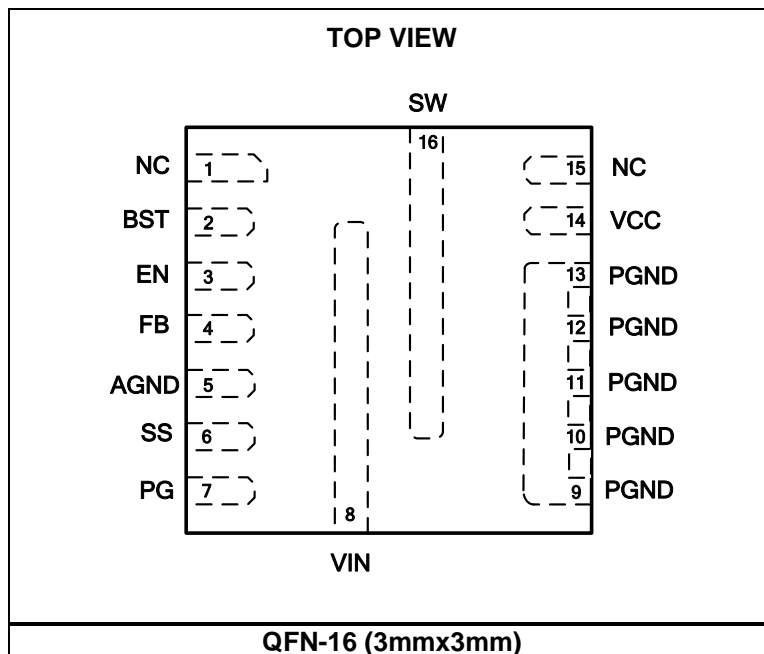 TOP VIEW
SW
16
NC 1
15 NC
BST 2
14 VCC
EN 3
13 PGND
FB 4
12 PGND
AGND 5
11 PGND
SS 6
10 PGND
PG 7
9 PGND
8
VIN
QFN-16 (3mmx3mm)